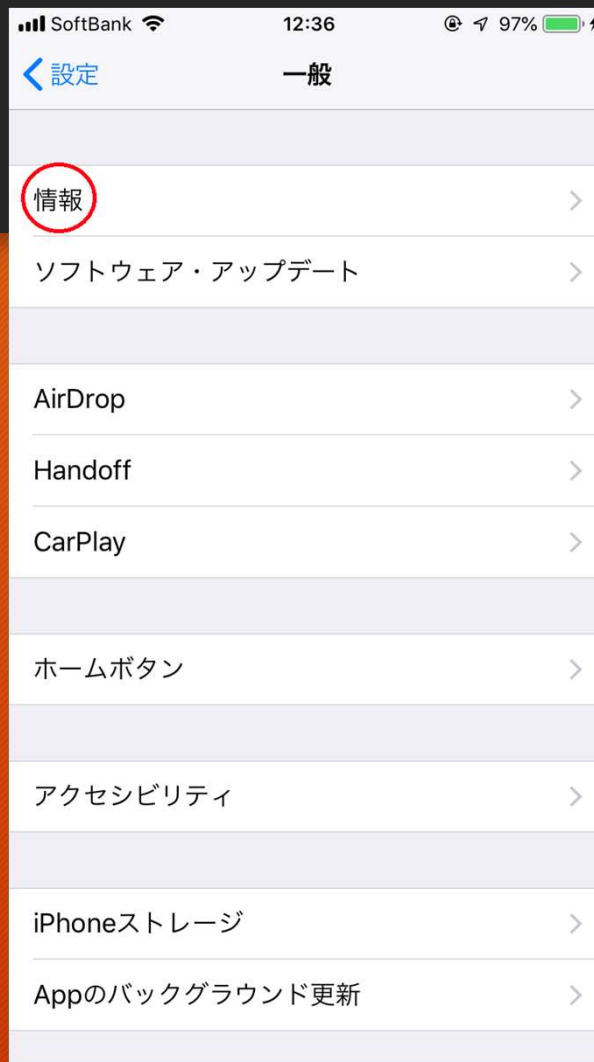 SoftBank 12:36 97%
設定 一般
情報
ソフトウェア・アップデート
AirDrop
Handoff
CarPlay
ホームボタン
アクセシビリティ
iPhoneストレージ
Appのバックグラウンド更新